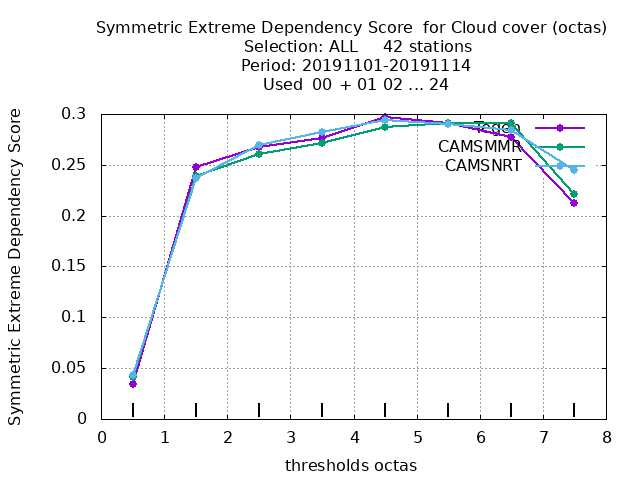 Symmetric Extreme Dependency Score  for Cloud cover (octas)
Selection: ALL     42 stations
Period: 20191101-20191114
Used  00 + 01 02 ... 24
Symmetric Extreme Dependency Score
0.3
0.25
0.2
0.15
0.1
0.05
0
CAMSMMR
CAMSNRT
0 1 2 3 4 5 6 7 8
thresholds octas